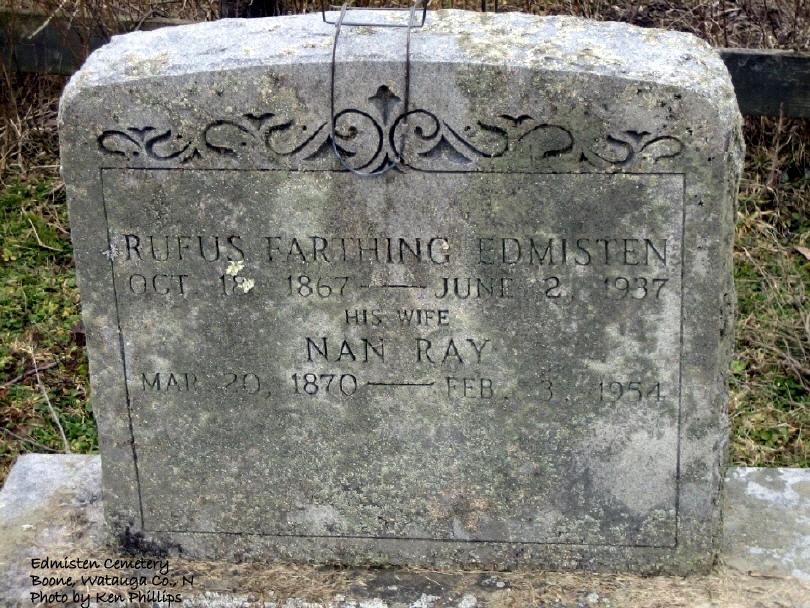 RUFUS FARTHING EDMISTEN
OCT. 18, 1867 — JUNE 2, 1937
HIS WIFE
NAN RAY
MAR. 20, 1870 — FEB. 3, 1954
Edmisten Cemetery
Boone, Watauga Co., N
Photo by Ken Phillips